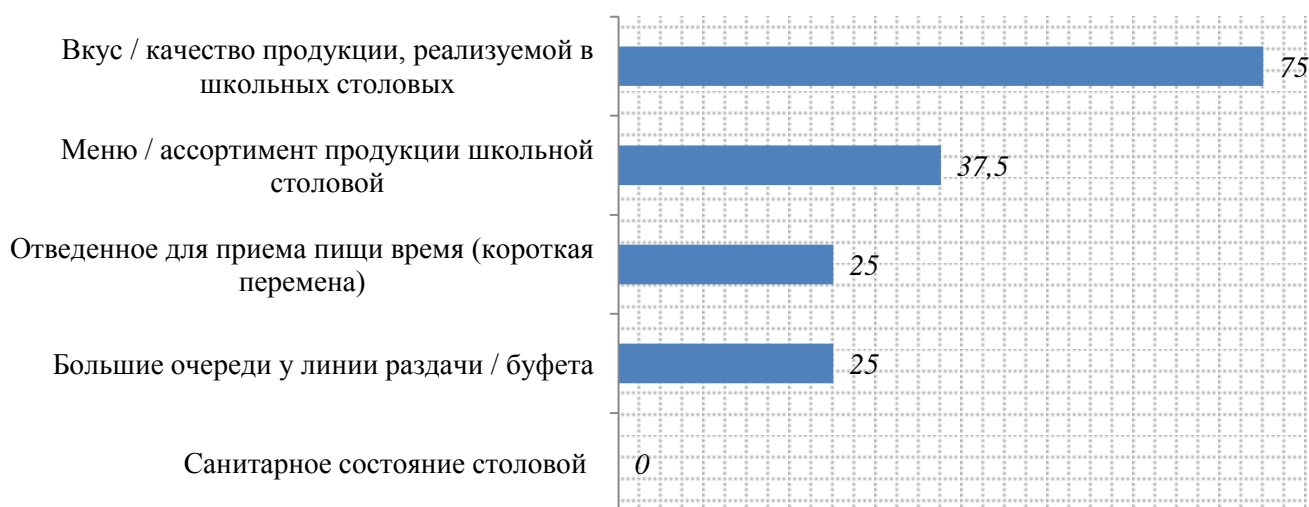 Вкус / качество продукции, реализуемой в
школьных столовых
75
Меню / ассортимент продукции школьной
столовой
37,5
Отведенное для приема пищи время (короткая
перемена)
25
Большие очереди у линии раздачи / буфета
25
Санитарное состояние столовой
0